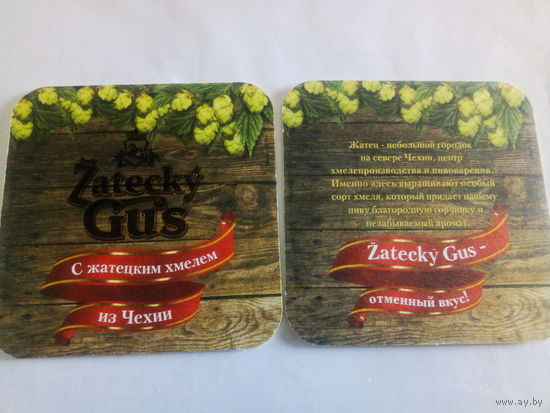 Žatecký
Gus
С жатецким хмелем
из Чехии
Жатец - небольшой городок
на севере Чехии, центр
хмелепроизводства и пивоварения.
Именно здесь выращивают особый
сорт хмеля, который придает нашему
пиву благородную горчинку и
незабываемый аромат.
Žatecký Gus -
отменный вкус!
www.ay.by